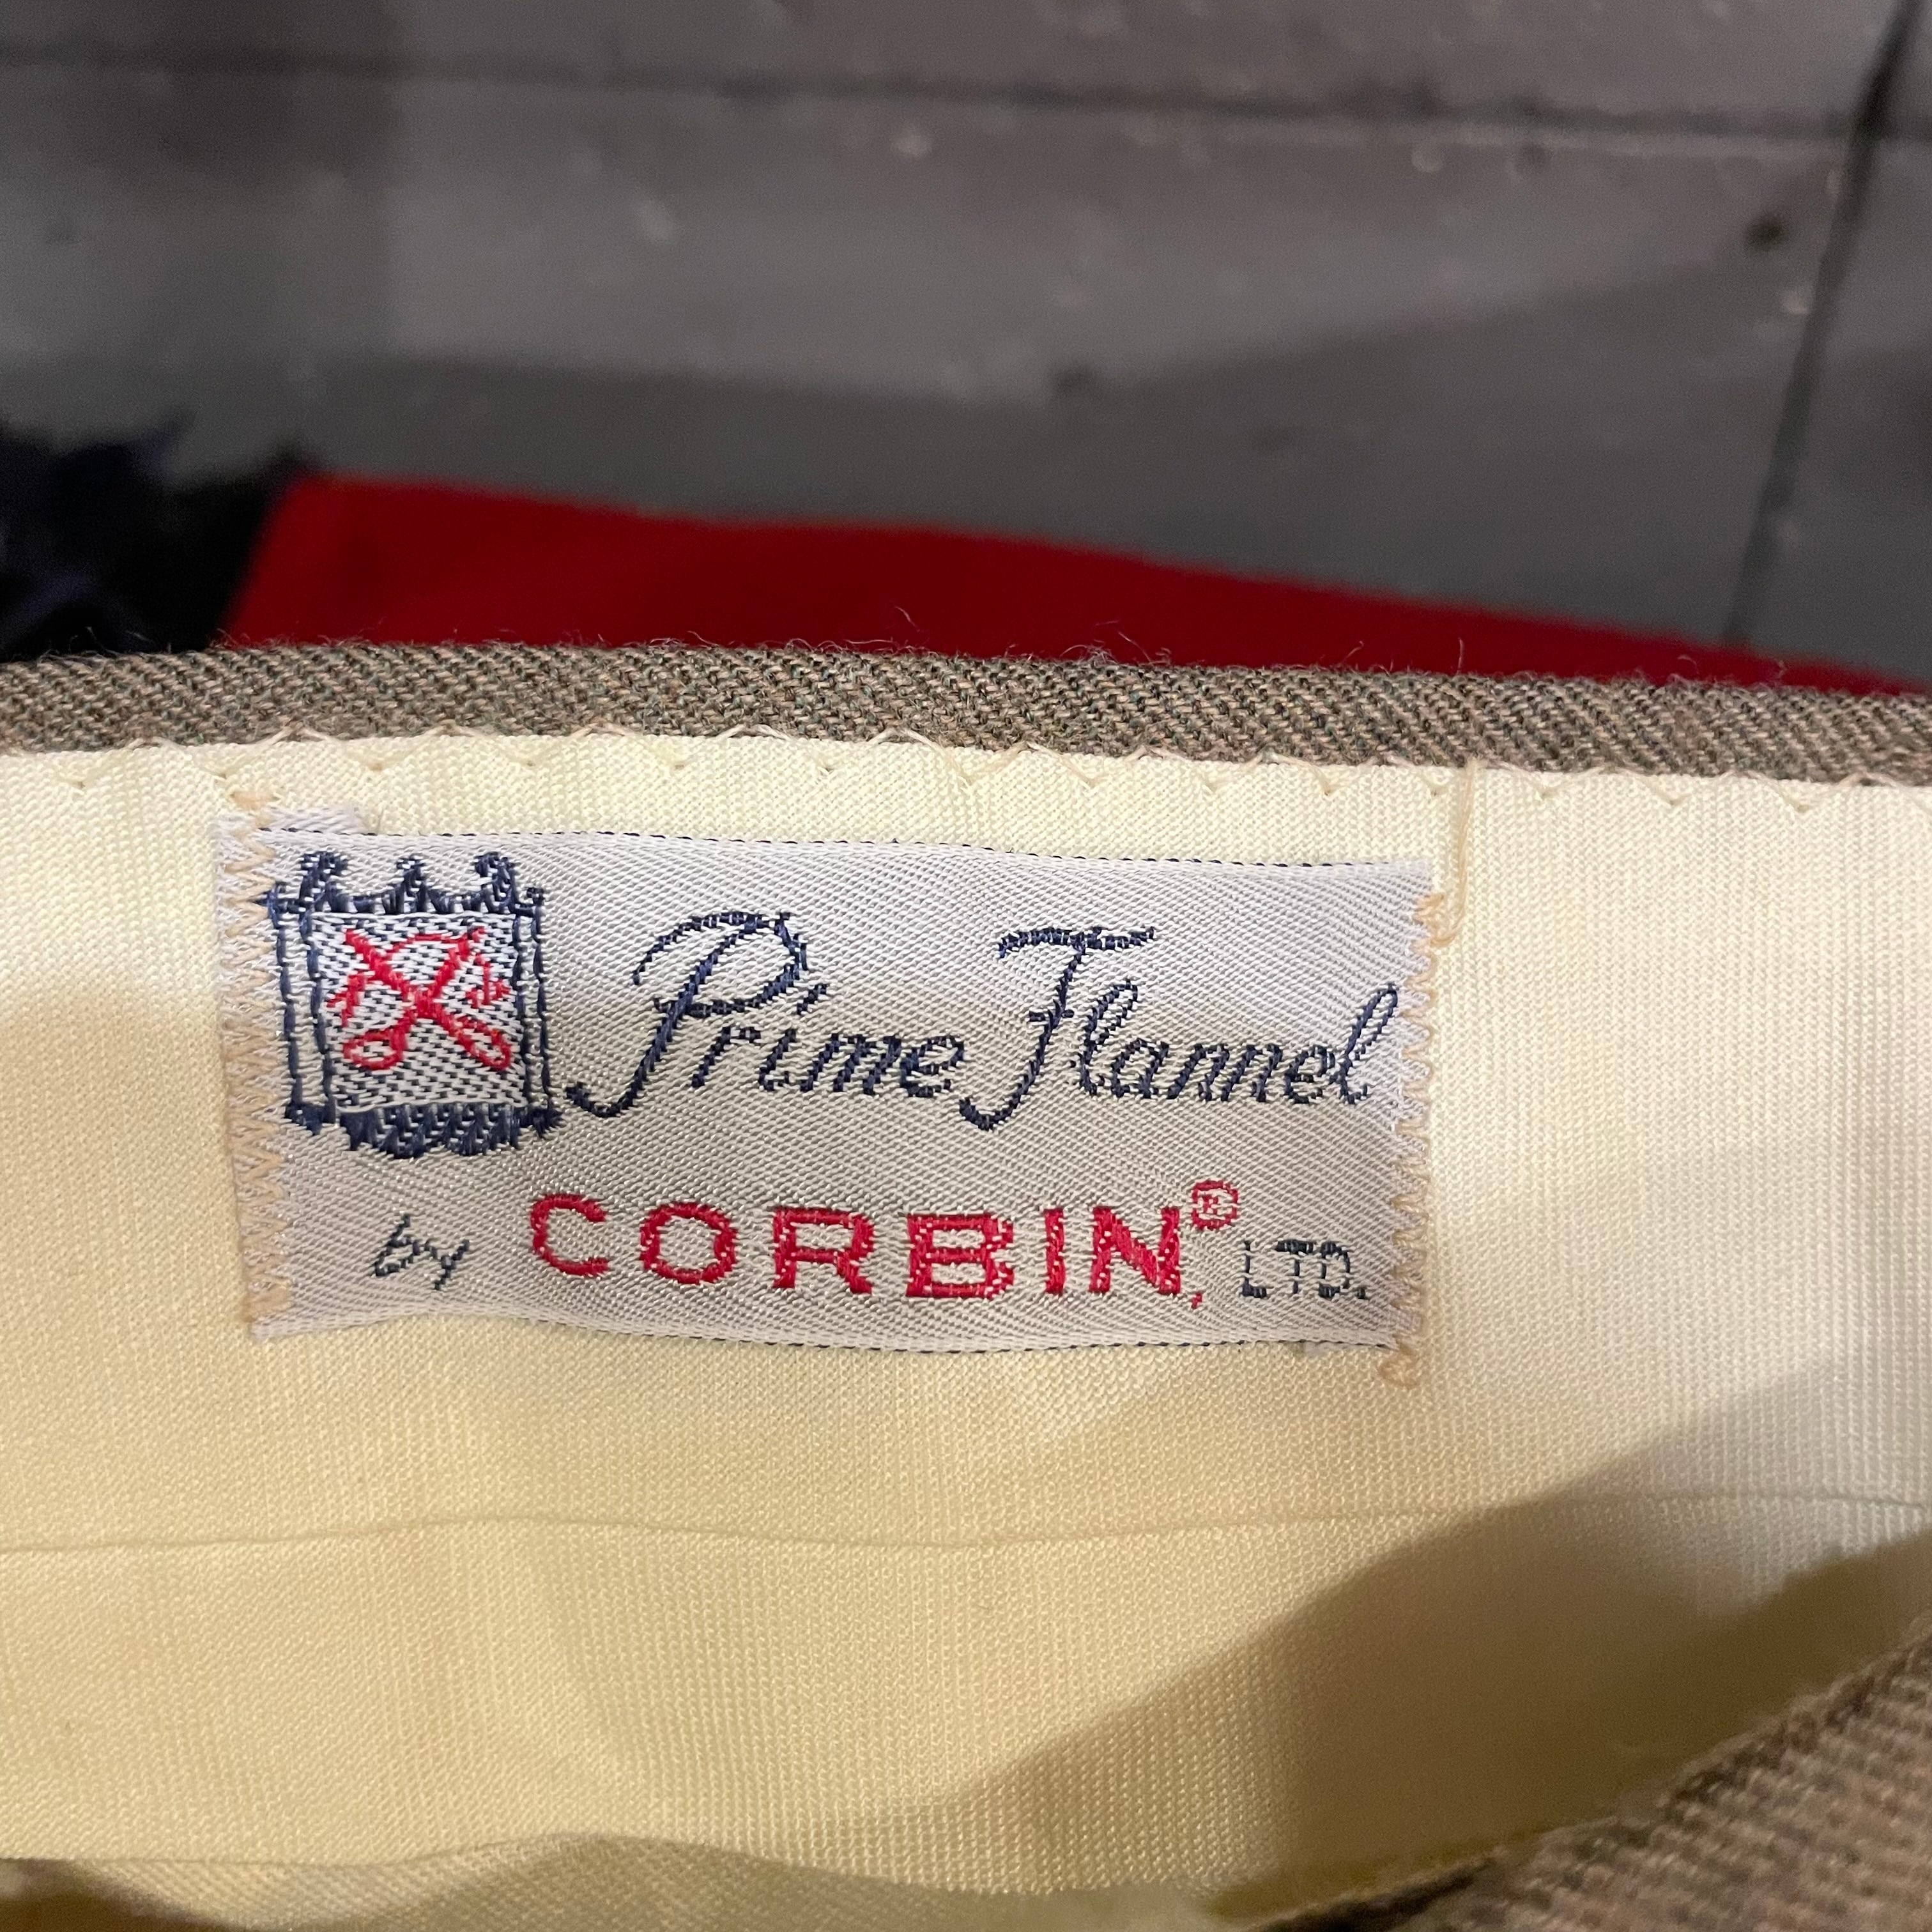 Prime Flannel
by CORBIN,® LTD.